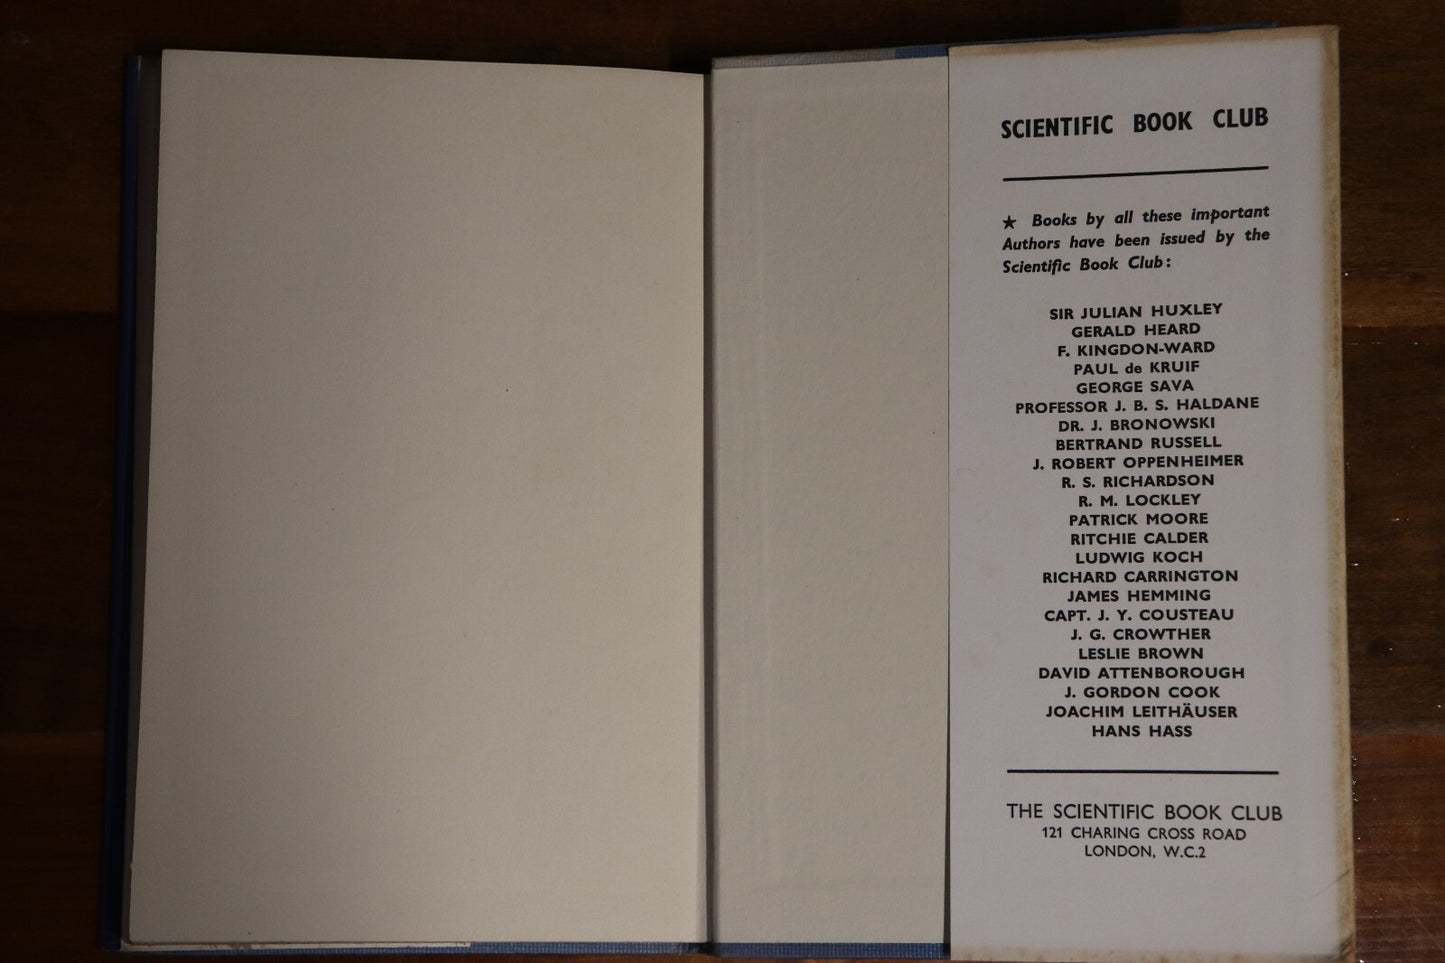 SCIENTIFIC BOOK CLUB
★ Books by all these important
Authors have been issued by the
Scientific Book Club:
SIR JULIAN HUXLEY
GERALD HEARD
F. KINGDON-WARD
PAUL de KRUIF
GEORGE SAVA
PROFESSOR J. B. S. HALDANE
DR. J. BRONOWSKI
BERTRAND RUSSELL
J. ROBERT OPPENHEIMER
R. S. RICHARDSON
R. M. LOCKLEY
PATRICK MOORE
RITCHIE CALDER
LUDWIG KOCH
RICHARD CARRINGTON
JAMES HEMMING
CAPT. J. Y. COUSTEAU
J. G. CROWTHER
LESLIE BROWN
DAVID ATTENBOROUGH
J. GORDON COOK
JOACHIM LEITHÄUSER
HANS HASS
THE SCIENTIFIC BOOK CLUB
121 CHARING CROSS ROAD
LONDON, W.C.2